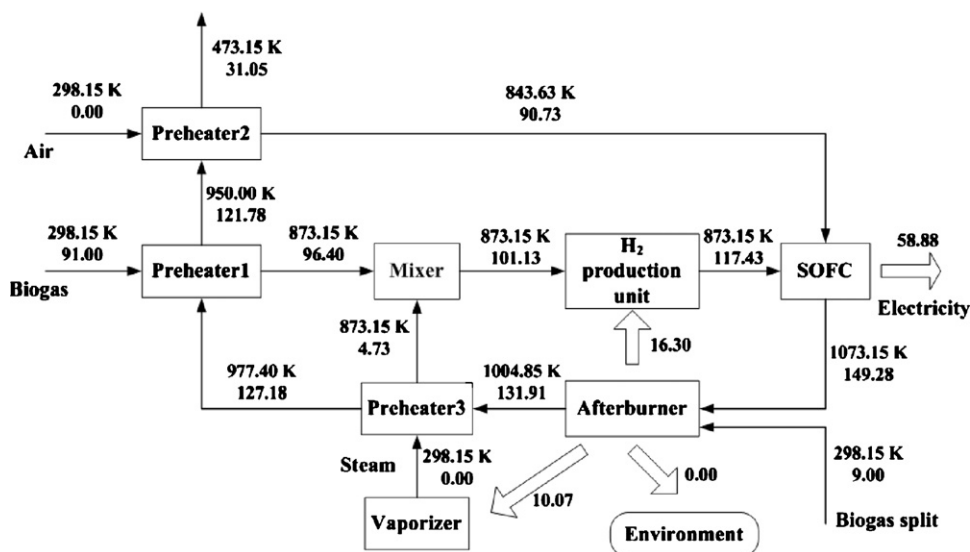 473.15 K
31.05
298.15 K
0.00
Air
Preheater2
843.63 K
90.73
950.00 K
121.78
298.15 K
91.00
Biogas
Preheater1
873.15 K
96.40
Mixer
873.15 K
101.13
H₂
production
unit
873.15 K
117.43
SOFC
58.88
Electricity
873.15 K
4.73
16.30
1073.15 K
149.28
977.40 K
127.18
Preheater3
1004.85 K
131.91
Afterburner
Steam
298.15 K
0.00
10.07
0.00
298.15 K
9.00
Vaporizer
Environment
Biogas split